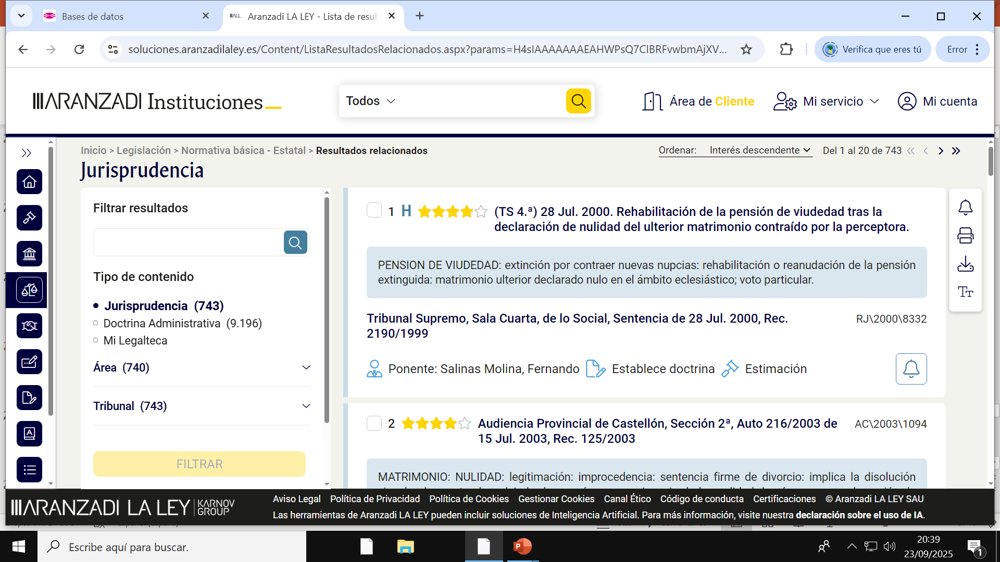 Bases de datos
ALL Aranzadi LA LEY - Lista de resul
soluciones.aranzadilaley.es/Content/ListaResultadosRelacionados.aspx?params=H4sIAAAAAAAEAHWPsQ7CIBRFvwbmAjXV...
Verifica que eres tú
Error
ARANZADI Instituciones
Todos
Área de Cliente
Mi servicio
Mi cuenta
Inicio > Legislación > Normativa básica - Estatal > Resultados relacionados
Ordenar: Interés descendente
Del 1 al 20 de 743
Jurisprudencia
Filtrar resultados
Tipo de contenido
Jurisprudencia (743)
Doctrina Administrativa (9.196)
Mi Legalteca
Área (740)
Tribunal (743)
FILTRAR
1 H (TS 4.ª) 28 Jul. 2000. Rehabilitación de la pensión de viudedad tras la
declaración de nulidad del ulterior matrimonio contraído por la perceptora.
PENSION DE VIUDEDAD: extinción por contraer nuevas nupcias: rehabilitación o reanudación de la pensión
extinguida: matrimonio ulterior declarado nulo en el ámbito eclesiástico; voto particular.
Tribunal Supremo, Sala Cuarta, de lo Social, Sentencia de 28 Jul. 2000, Rec.
2190/1999
RJ\2000\8332
Ponente: Salinas Molina, Fernando
Establece doctrina
Estimación
2 Audiencia Provincial de Castellón, Sección 2ª, Auto 216/2003 de
15 Jul. 2003, Rec. 125/2003
AC\2003\1094
MATRIMONIO: NULIDAD: legitimación: improcedencia: sentencia firme de divorcio: implica la disolución
Tт
ARANZADI LA LEY KARNOV GROUP
Aviso Legal Política de Privacidad Política de Cookies Gestionar Cookies Canal Ético Código de conducta Certificaciones © Aranzadi LA LEY SAU
Las herramientas de Aranzadi LA LEY pueden incluir soluciones de Inteligencia Artificial. Para más información, visite nuestra declaración sobre el uso de IA.
Escribe aquí para buscar.
20:39
23/09/2025
1